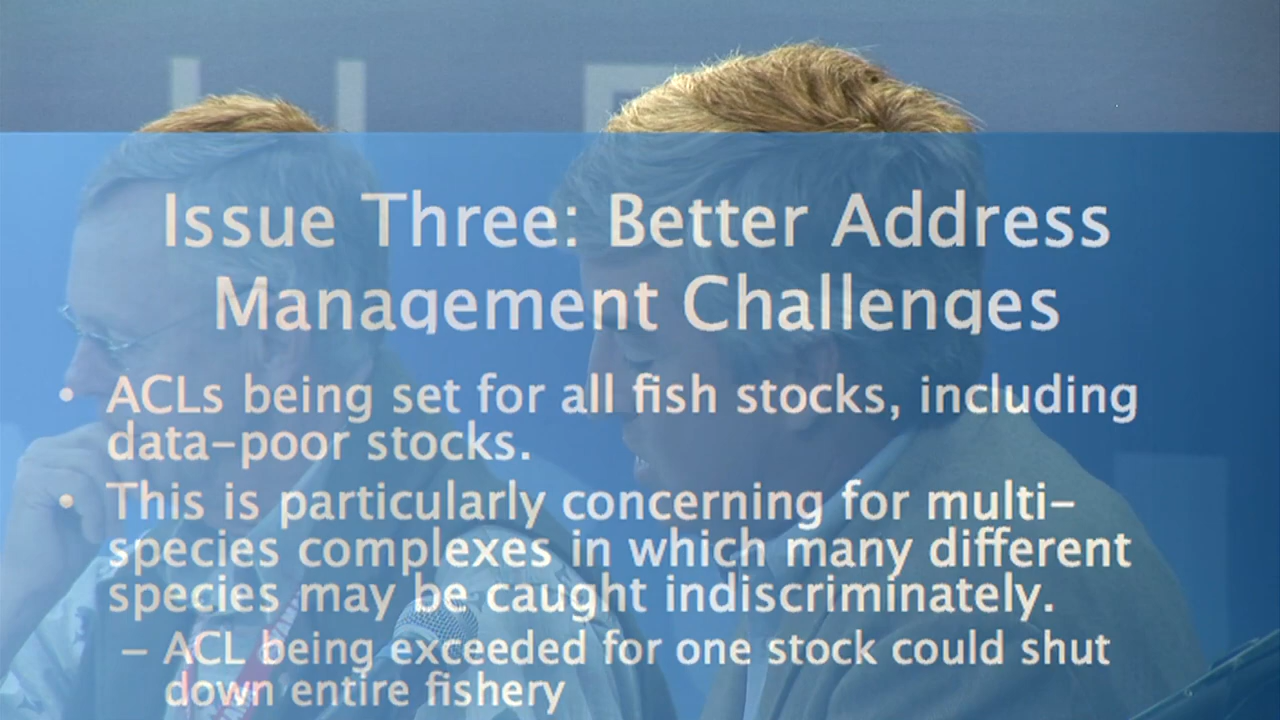 Issue Three: Better Address
Management Challenges
• ACLs being set for all fish stocks, including
data-poor stocks.
• This is particularly concerning for multi-
species complexes in which many different
species may be caught indiscriminately.
– ACL being exceeded for one stock could shut
down entire fishery